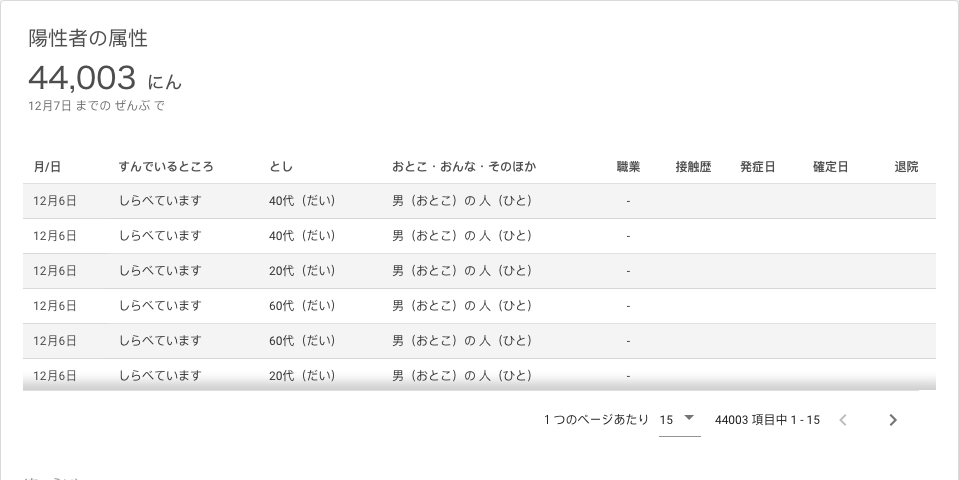 陽性者の属性
44,003 にん
12月7日 までの ぜんぶ で
月/日 すんでいるところ とし おとこ・おんな・そのほか 職業 接触歴 発症日 確定日 退院
12月6日 しらべています 40代（だい） 男（おとこ）の 人（ひと） -
12月6日 しらべています 40代（だい） 男（おとこ）の 人（ひと） -
12月6日 しらべています 20代（だい） 男（おとこ）の 人（ひと） -
12月6日 しらべています 60代（だい） 男（おとこ）の 人（ひと） -
12月6日 しらべています 60代（だい） 男（おとこ）の 人（ひと） -
12月6日 しらべています 20代（だい） 男（おとこ）の 人（ひと） -
1 つのページあたり 15 44003 項目中 1 - 15